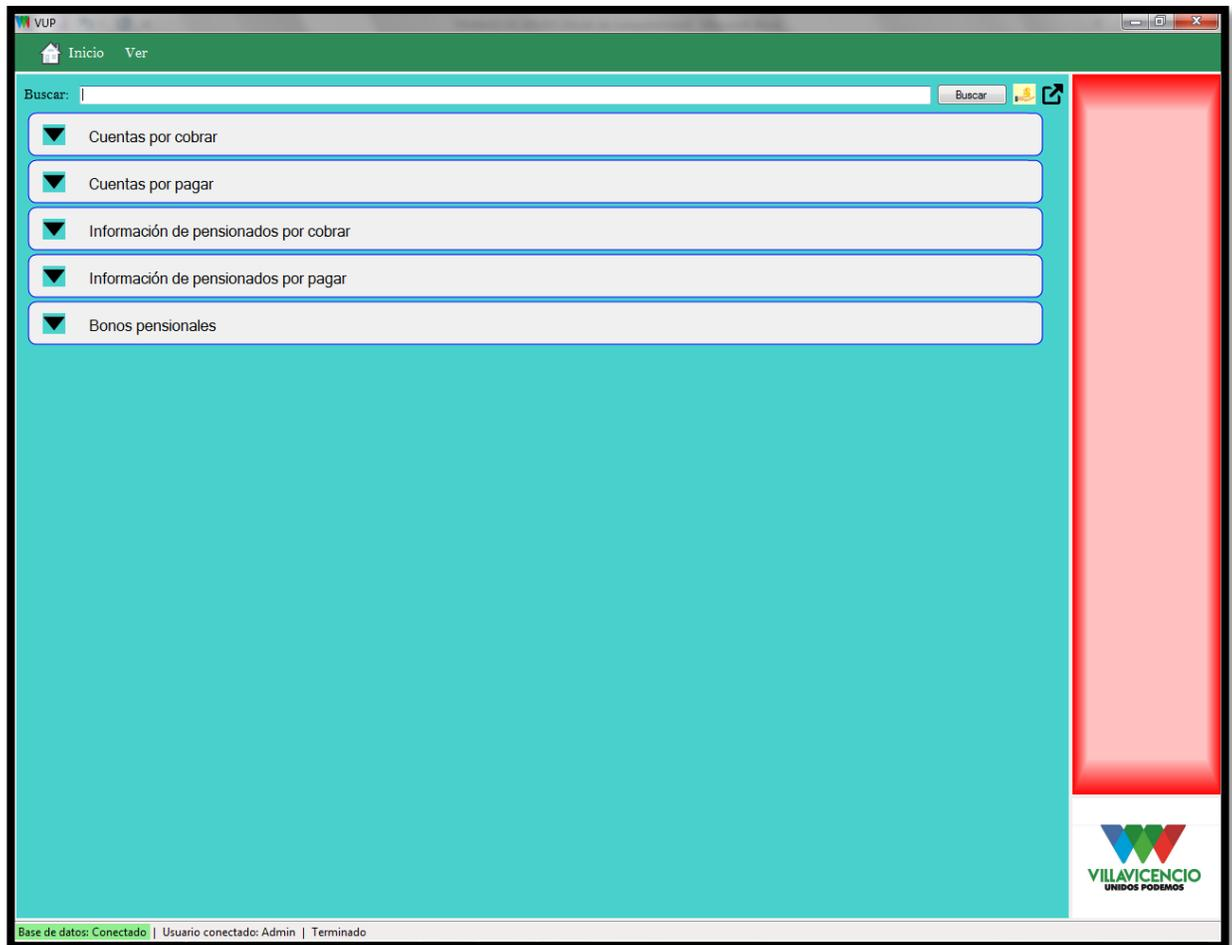 VUP
Inicio Ver
Buscar: Buscar
Cuentas por cobrar
Cuentas por pagar
Información de pensionados por cobrar
Información de pensionados por pagar
Bonos pensionales
VILLAVICENCIO
UNIDOS PODEMOS
Base de datos: Conectado | Usuario conectado: Admin | Terminado